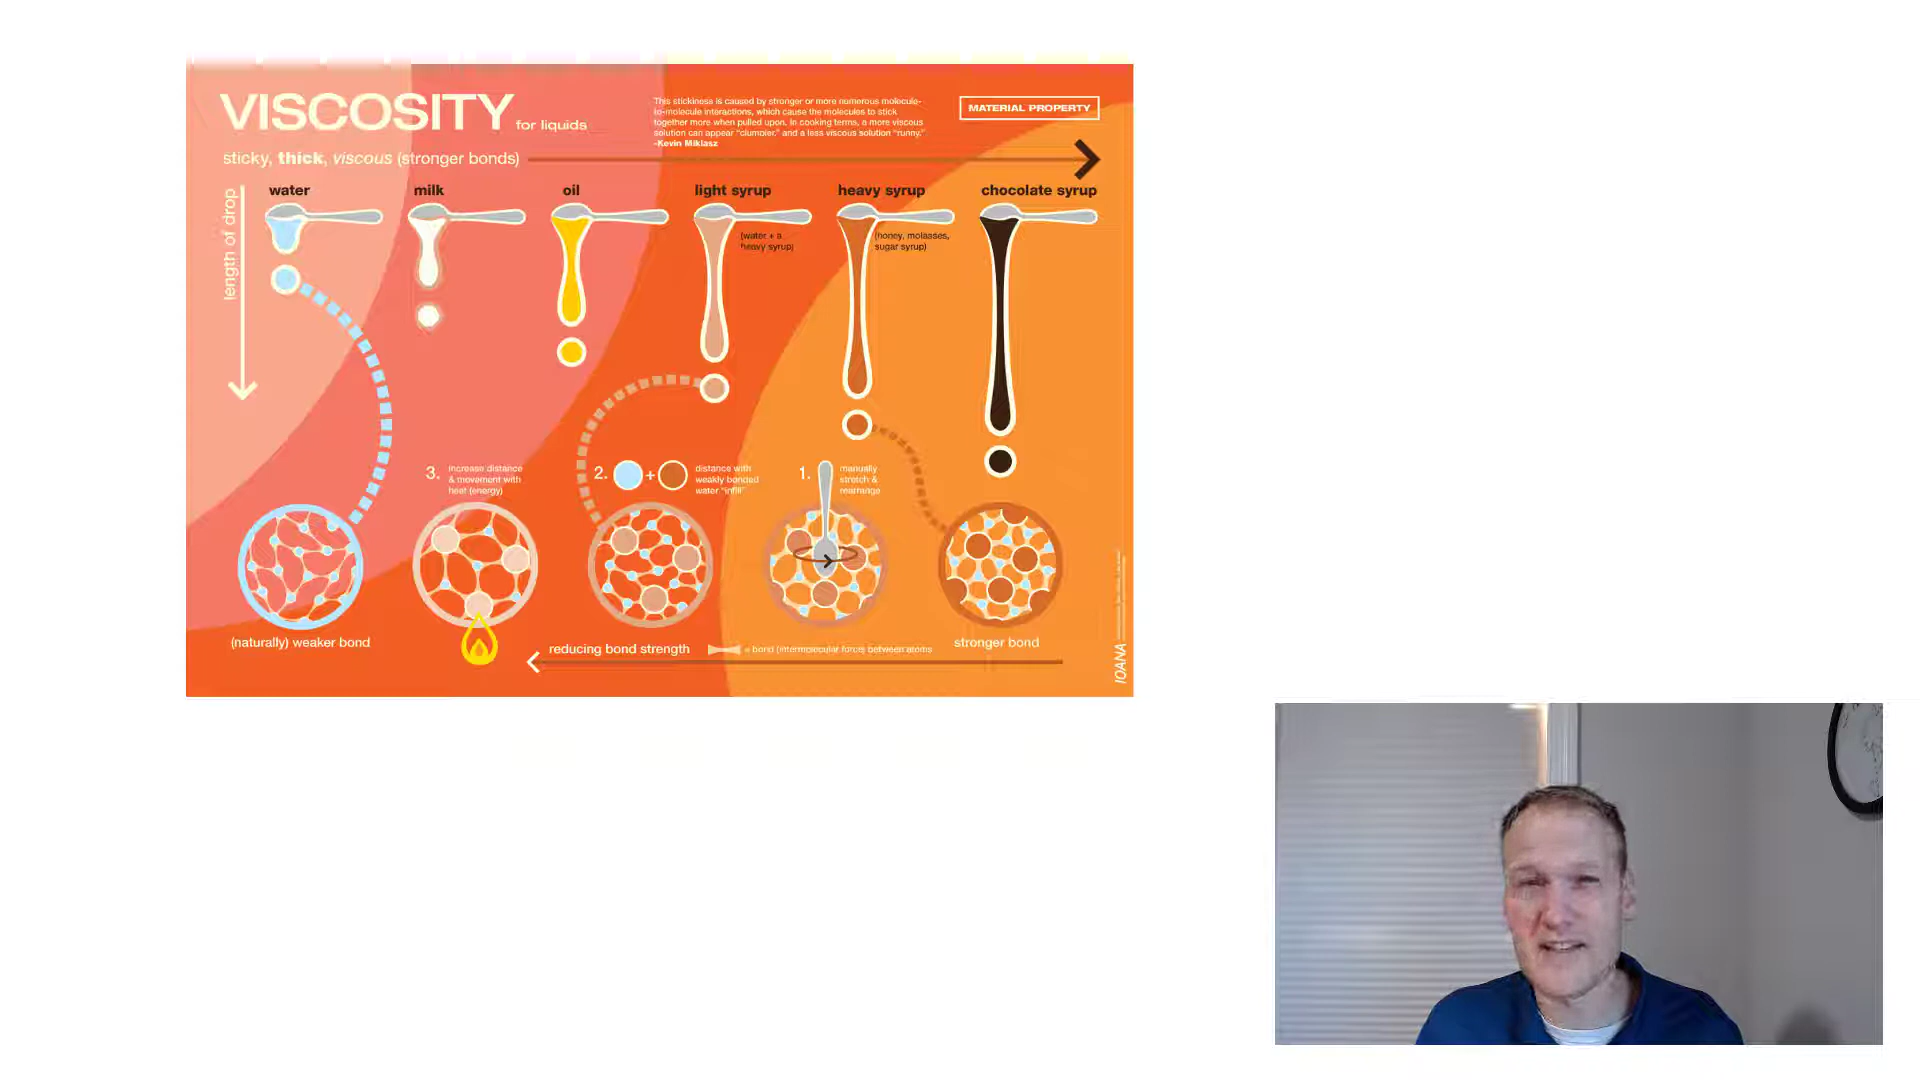 VISCOSITY for liquids
This stickiness is caused by stronger or more numerous molecule-
to-molecule interactions, which cause the molecules to stick
together more when pulled upon. In cooking terms, a more viscous
solution can appear "clumpier," and a less viscous solution "runny."
-Kevin Miklasz
MATERIAL PROPERTY
sticky, thick, viscous (stronger bonds)
length of drop
water
milk
oil
light syrup
heavy syrup
chocolate syrup
(water + a
heavy syrup)
(honey, molasses,
sugar syrup)
3. increase distance
& movement with
heat (energy)
2. + distance with
weakly bonded
water "infill"
1. manually
stretch &
rearrange
(naturally) weaker bond
reducing bond strength
= bond (intermolecular force) between atoms
stronger bond
IOANA